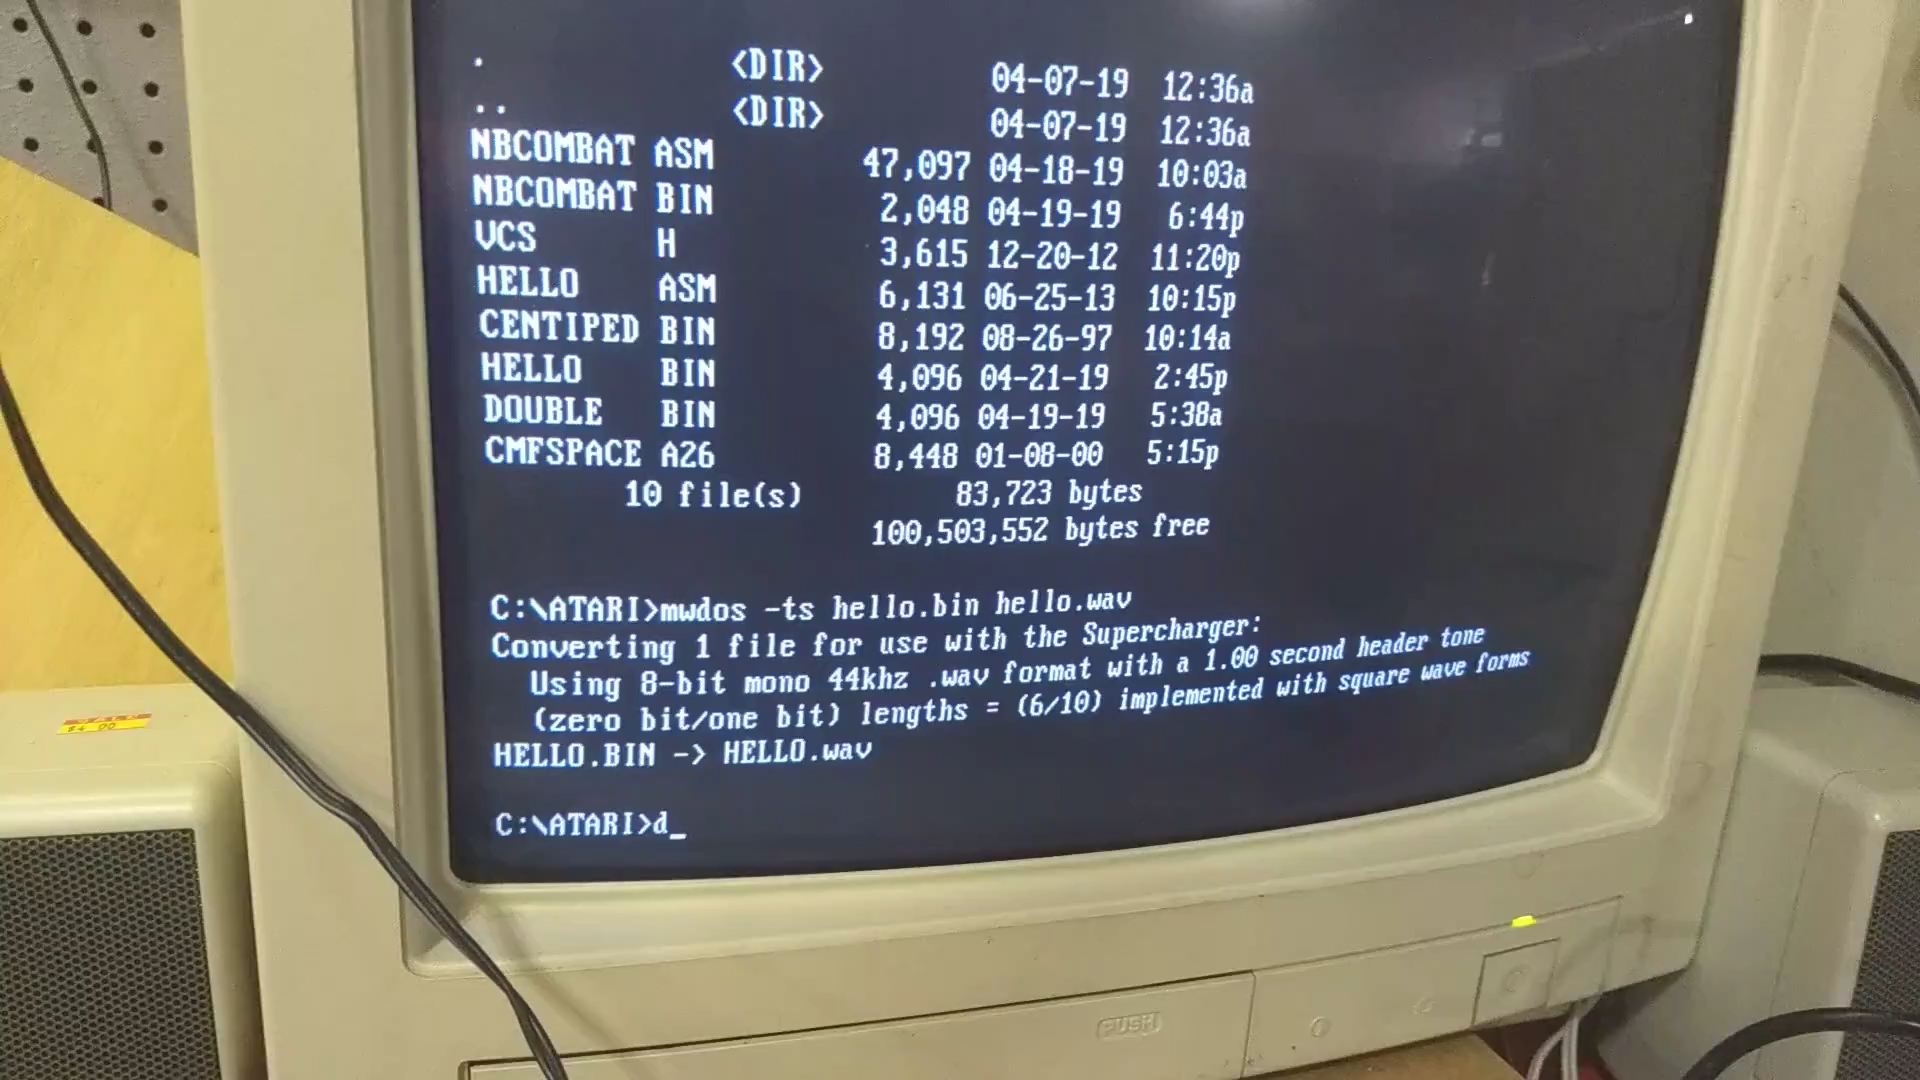 . <DIR> 04-07-19 12:36a
.. <DIR> 04-07-19 12:36a
NBCOMBAT ASM 47,097 04-18-19 10:03a
NBCOMBAT BIN 2,048 04-19-19 6:44p
VCS H 3,615 12-20-12 11:20p
HELLO ASM 6,131 06-25-13 10:15p
CENTIPED BIN 8,192 08-26-97 10:14a
HELLO BIN 4,096 04-21-19 2:45p
DOUBLE BIN 4,096 04-19-19 5:38a
CMFSPACE A26 8,448 01-08-00 5:15p
10 file(s) 83,723 bytes
100,503,552 bytes free
C:\ATARI>mwdos -ts hello.bin hello.wav
Converting 1 file for use with the Supercharger:
Using 8-bit mono 44khz .wav format with a 1.00 second header tone
(zero bit/one bit) lengths = (6/10) implemented with square wave forms
HELLO.BIN -> HELLO.wav
C:\ATARI>d_
PUSH